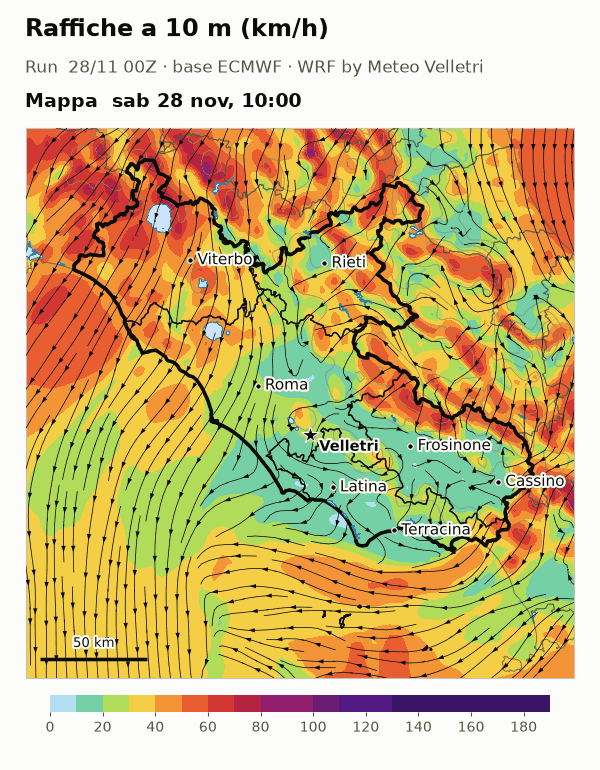 Raffiche a 10 m (km/h)
Run  28/11 00Z · base ECMWF · WRF by Meteo Velletri
Mappa  sab 28 nov, 10:00
Viterbo
Rieti
Roma
Velletri
Frosinone
Latina
Cassino
Terracina
50 km
0 20 40 60 80 100 120 140 160 180